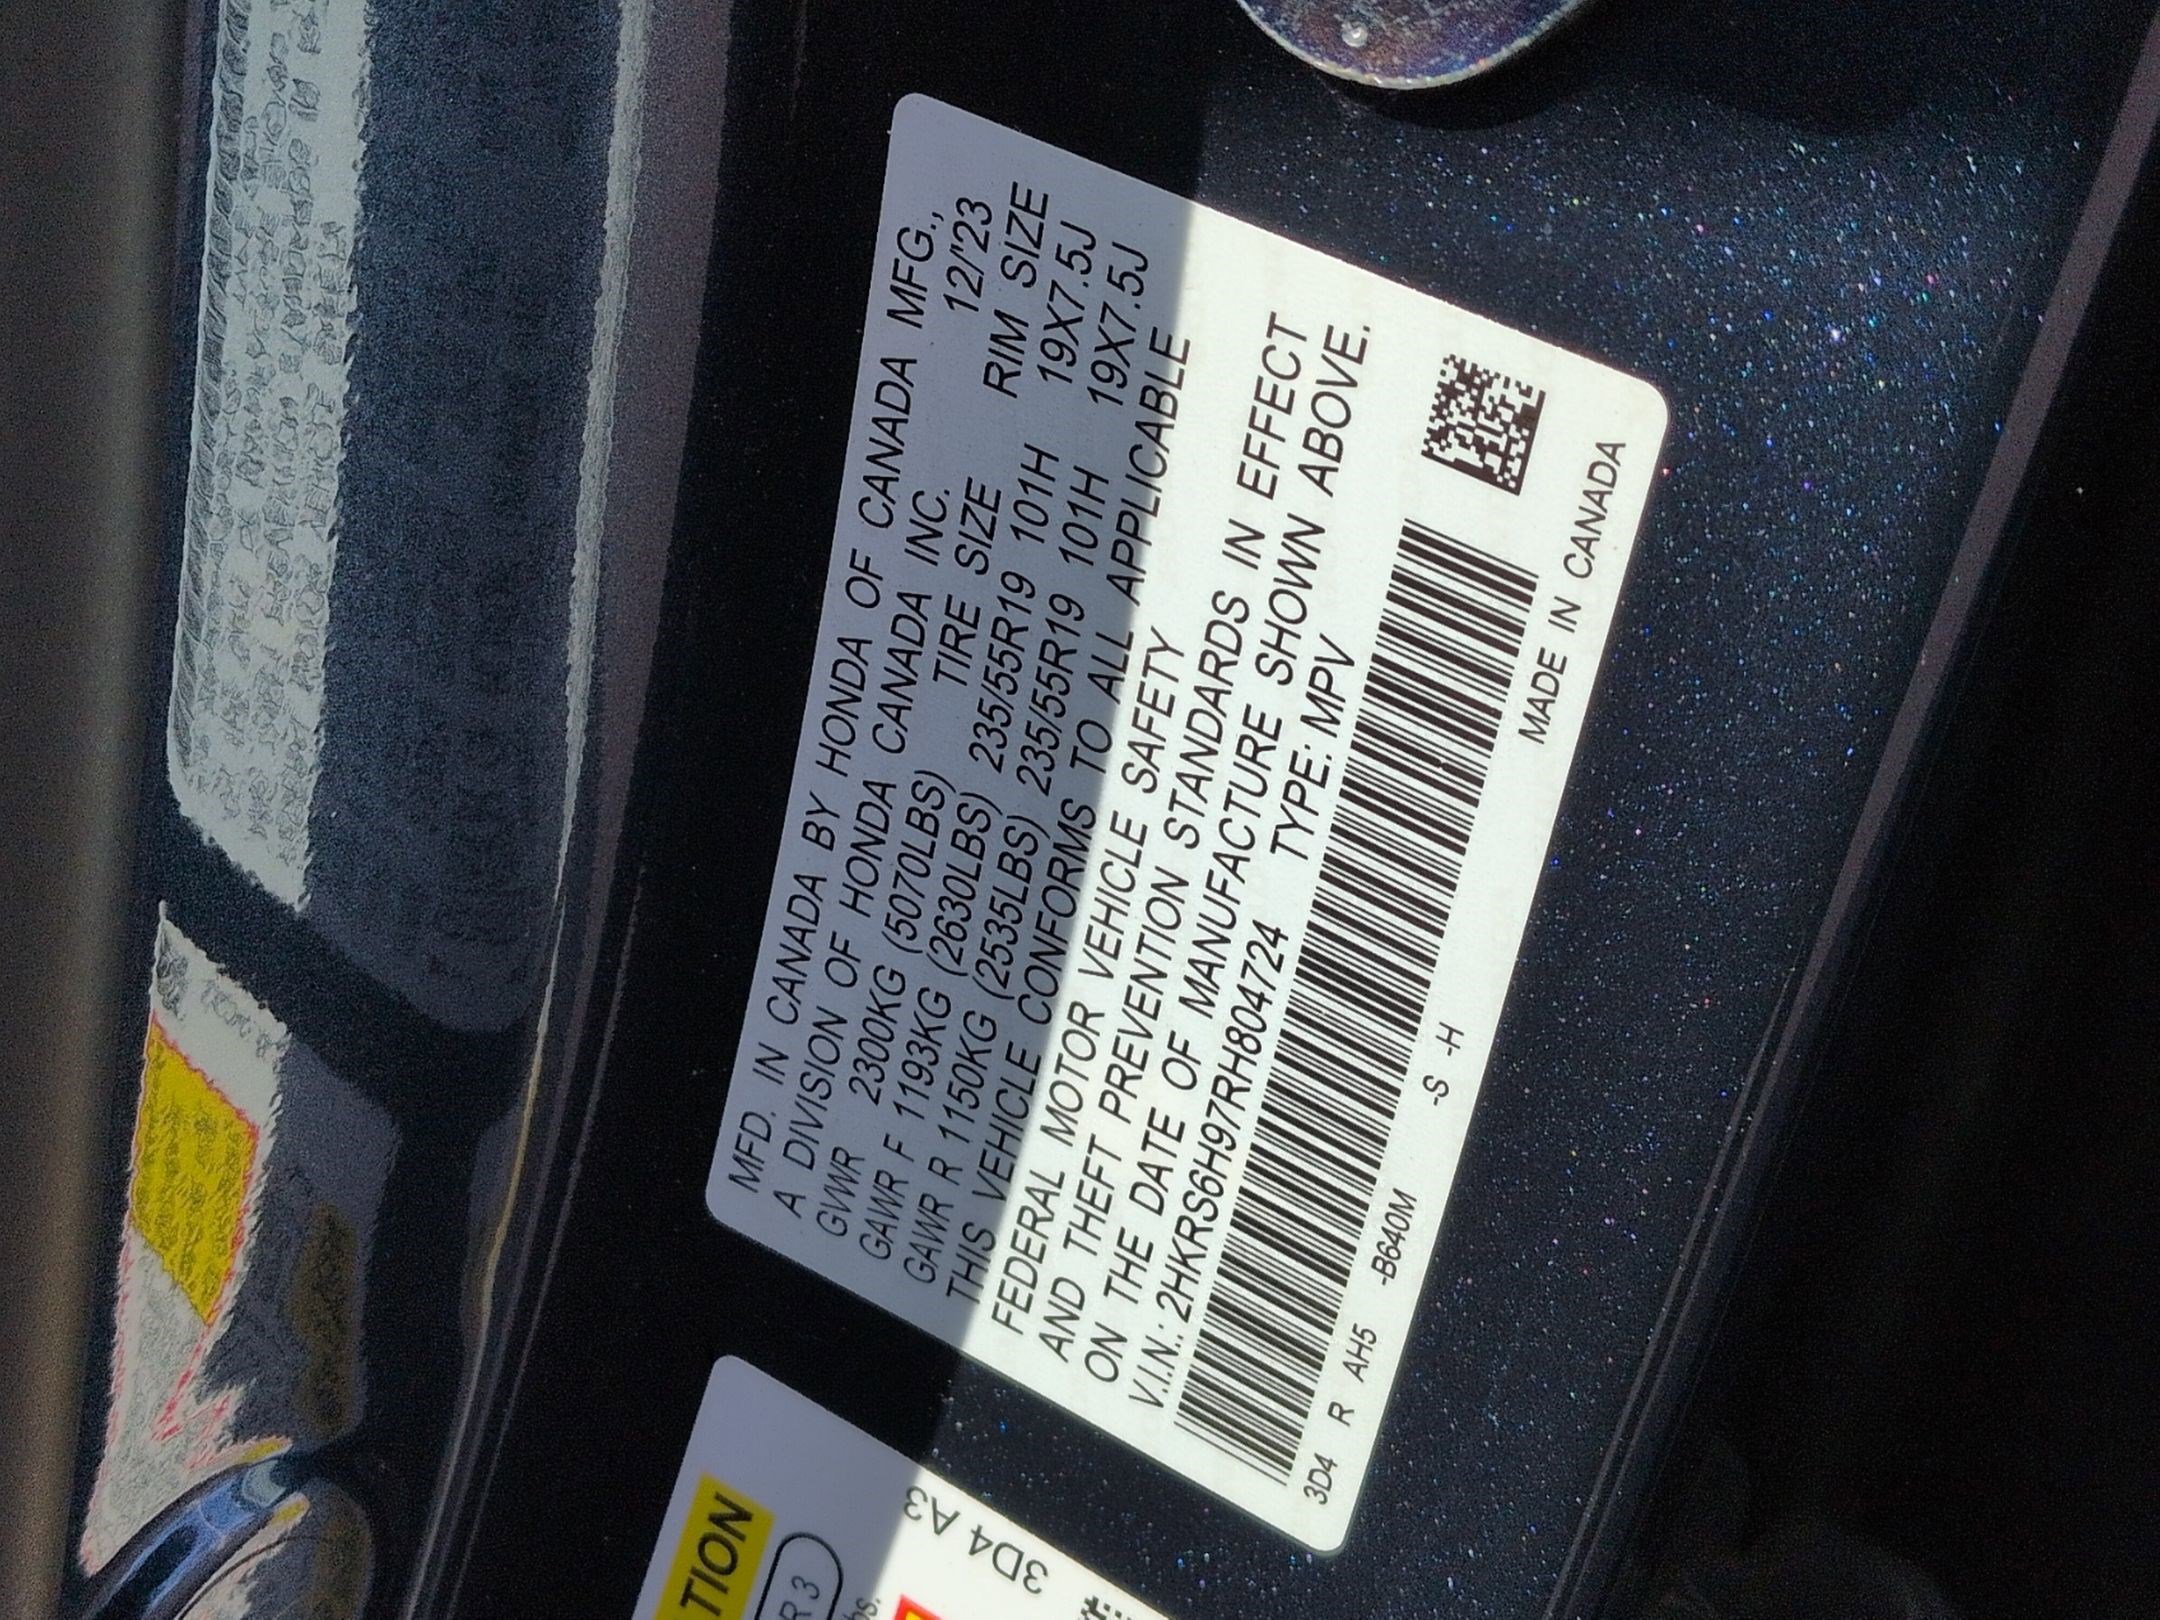 MFD. IN CANADA BY HONDA OF CANADA MFG.,
A DIVISION OF HONDA CANADA INC. 12/'23
GVWR 2300KG (5070LBS) TIRE SIZE RIM SIZE
GAWR F 1193KG (2630LBS) 235/55R19 101H 19X7.5J
GAWR R 1150KG (2535LBS) 235/55R19 101H 19X7.5J
THIS VEHICLE CONFORMS TO ALL APPLICABLE
FEDERAL MOTOR VEHICLE SAFETY
AND THEFT PREVENTION STANDARDS IN EFFECT
ON THE DATE OF MANUFACTURE SHOWN ABOVE.
V.I.N.: 2HKRS6H97RH804724 TYPE: MPV
3D4 R AH5 -B640M -S -H MADE IN CANADA
TION
R 3
3D4 A3